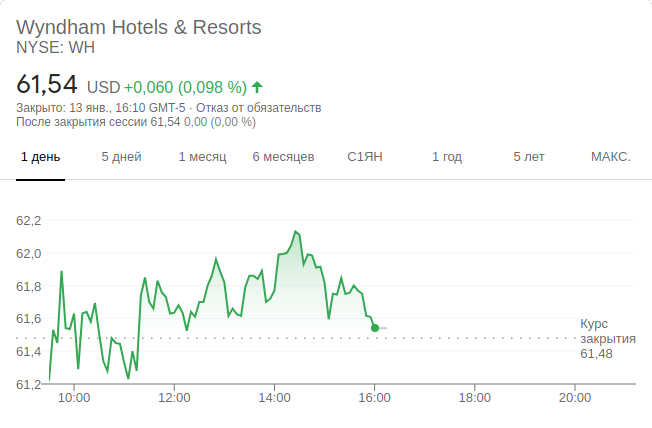 Wyndham Hotels & Resorts
NYSE: WH
61,54 USD +0,060 (0,098 %)
Закрыто: 13 янв., 16:10 GMT-5 · Отказ от обязательств
После закрытия сессии 61,54 0,00 (0,00 %)
1 день 5 дней 1 месяц 6 месяцев С1ЯН 1 год 5 лет МАКС.
62,2
62,0
61,8
61,6
61,4
61,2
Курс
закрытия
61,48
10:00 12:00 14:00 16:00 18:00 20:00